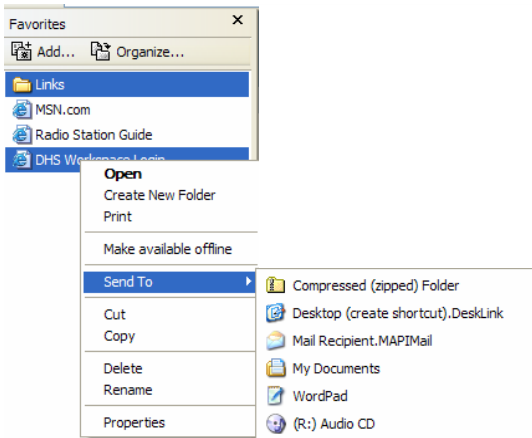 Favorites x
Add... Organize...
Links
MSN.com
Radio Station Guide
DHS Workspace Login
Open
Create New Folder
Print
Make available offline
Send To
Compressed (zipped) Folder
Desktop (create shortcut).DeskLink
Cut
Mail Recipient.MAPIMail
Copy
My Documents
Delete
WordPad
Rename
(R:) Audio CD
Properties